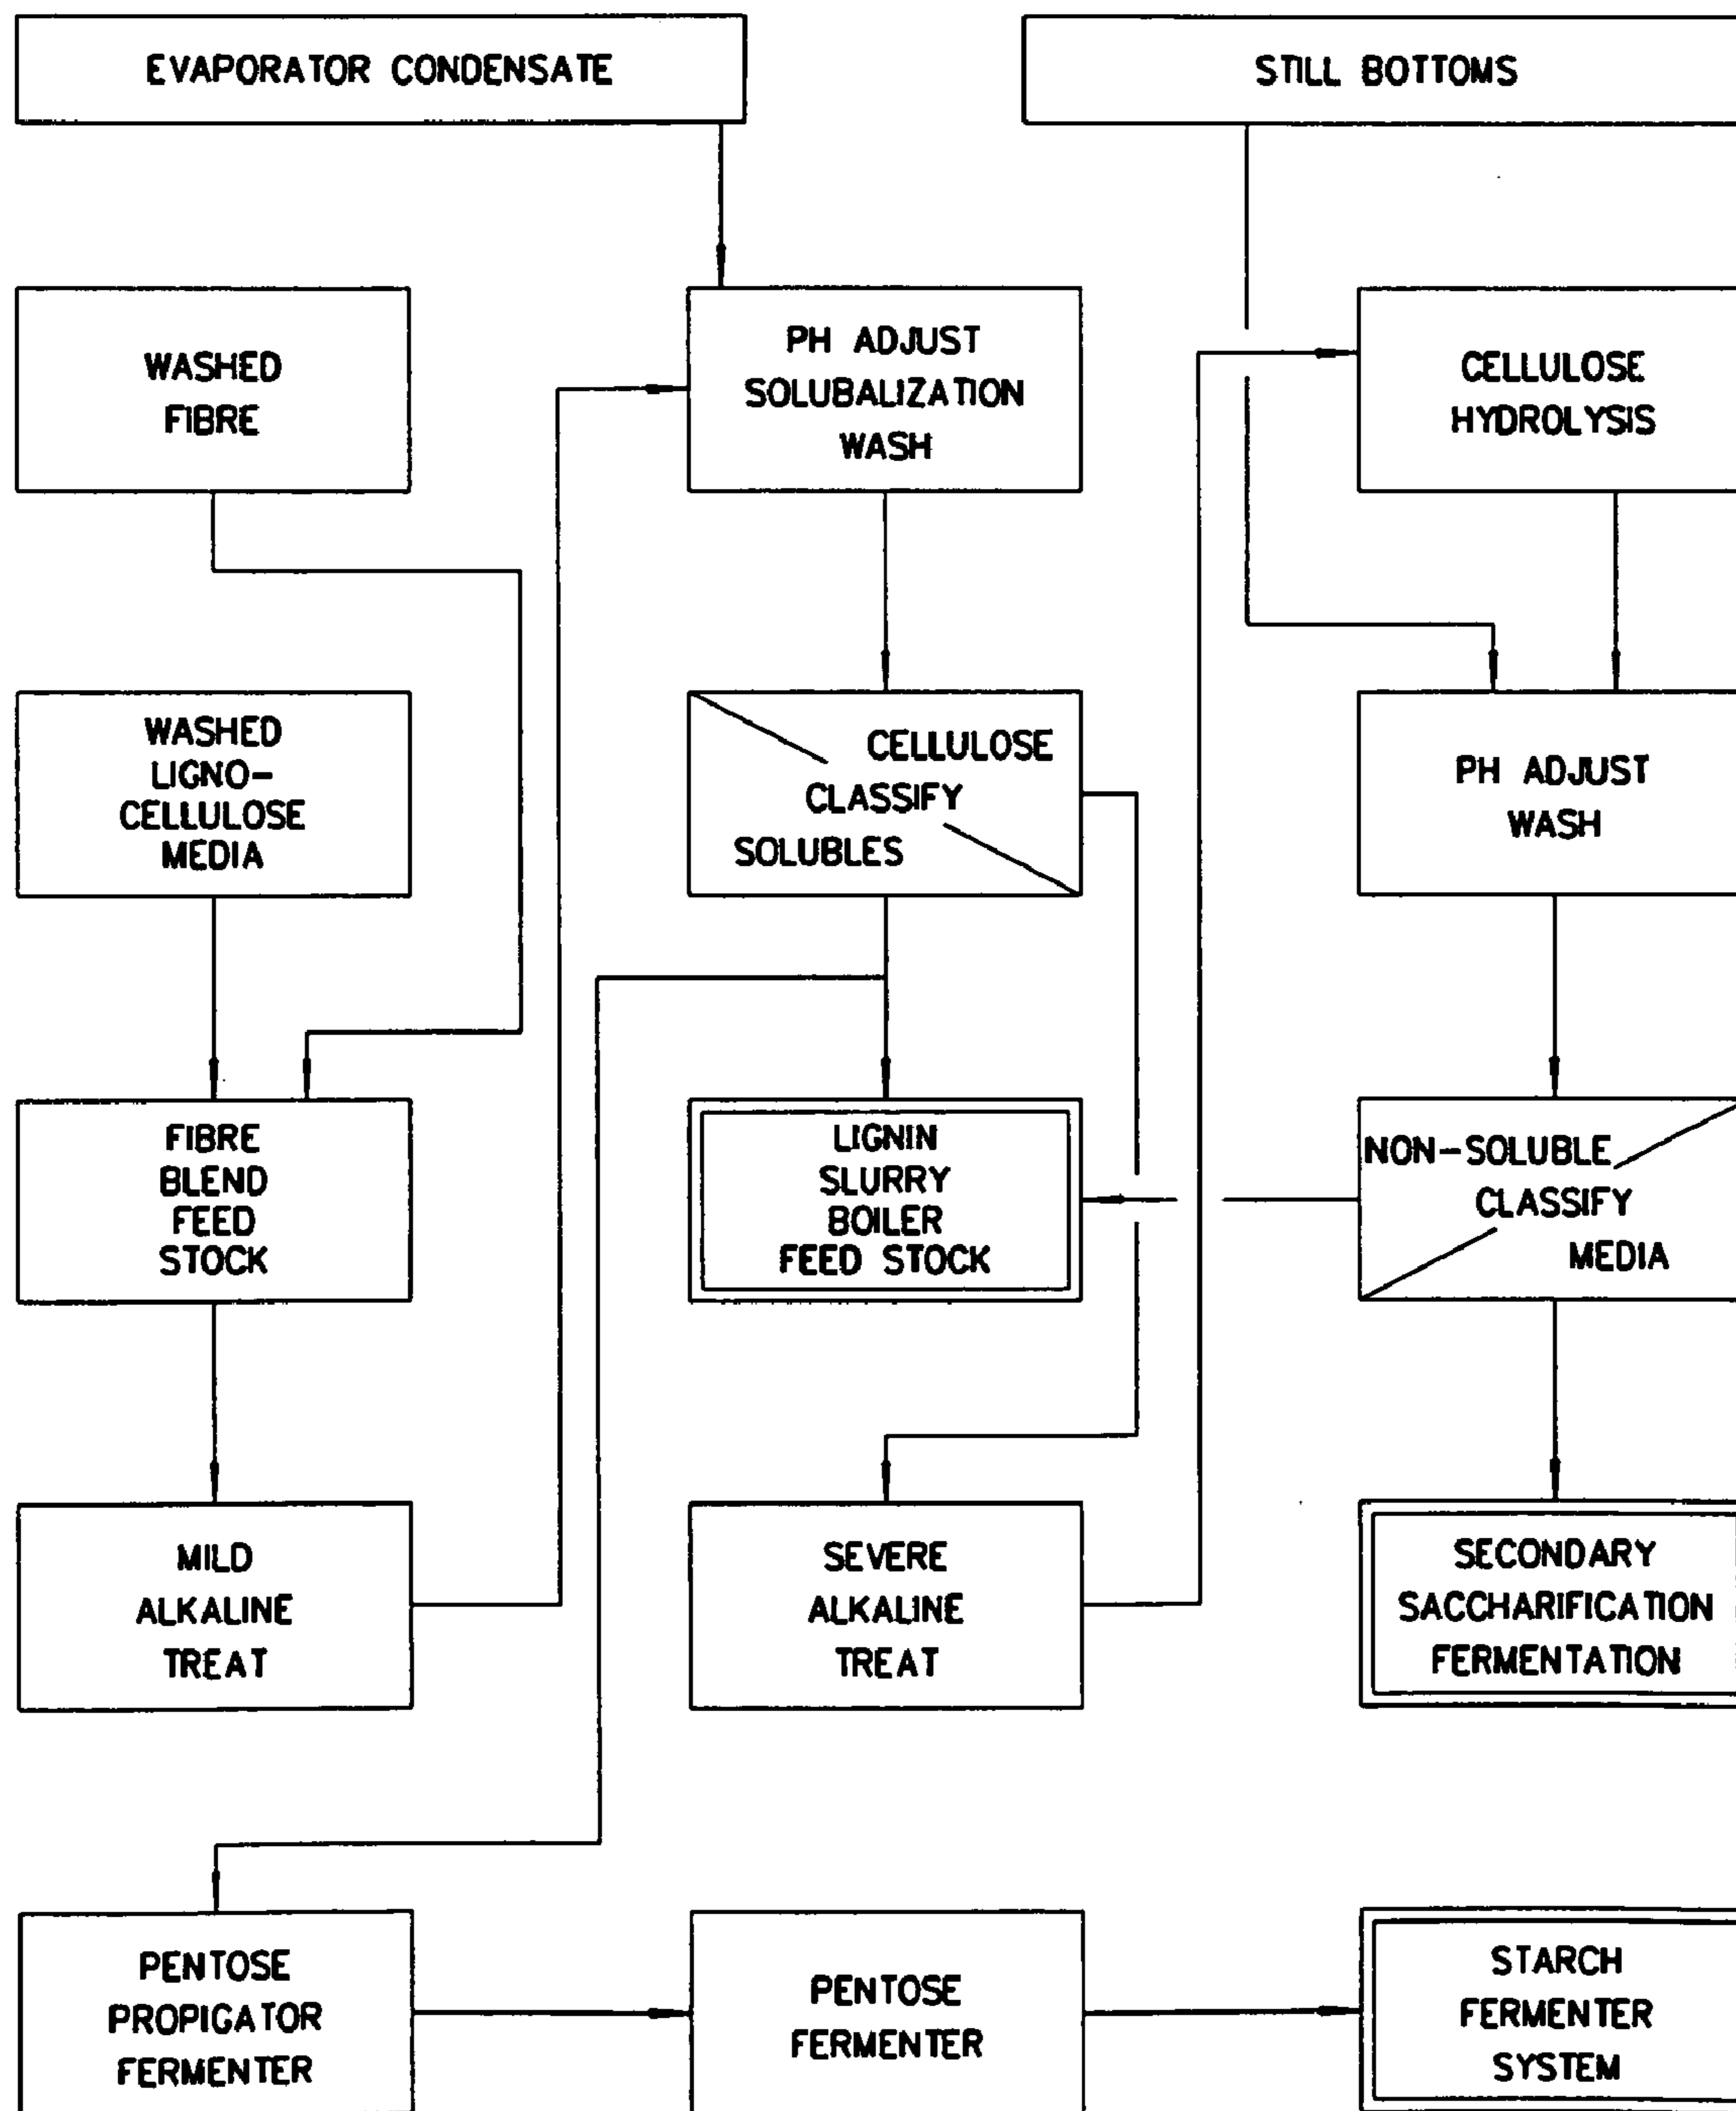 EVAPORATOR CONDENSATE
STILL BOTTOMS
WASHED
FIBRE
PH ADJUST
SOLUBALIZATION
WASH
CELLULOSE
HYDROLYSIS
WASHED
LIGNO-
CELLULOSE
MEDIA
CELLULOSE
CLASSIFY
SOLUBLES
PH ADJUST
WASH
FIBRE
BLEND
FEED
STOCK
LIGNIN
SLURRY
BOILER
FEED STOCK
NON-SOLUBLE
CLASSIFY
MEDIA
MILD
ALKALINE
TREAT
SEVERE
ALKALINE
TREAT
SECONDARY
SACCHARIFICATION
FERMENTATION
PENTOSE
PROPIGATOR
FERMENTER
PENTOSE
FERMENTER
STARCH
FERMENTER
SYSTEM